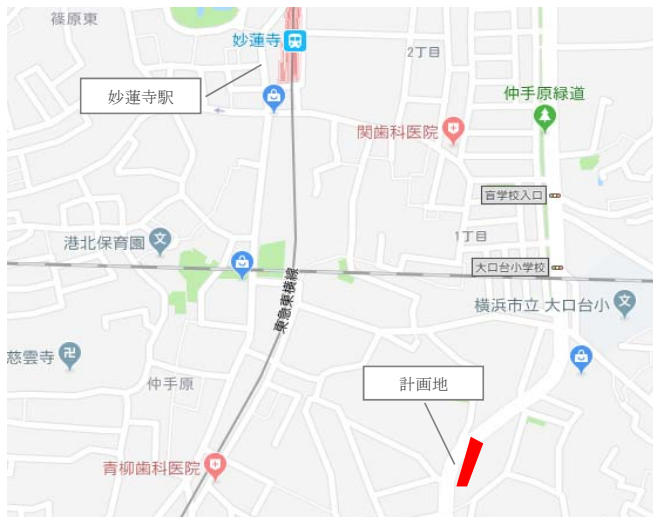 篠原東
妙蓮寺
2丁目
妙蓮寺駅
仲手原緑道
関歯科医院
盲学校入口
1丁目
港北保育園
大口台小学校
東急東横線
横浜市立 大口台小
慈雲寺
仲手原
計画地
青柳歯科医院